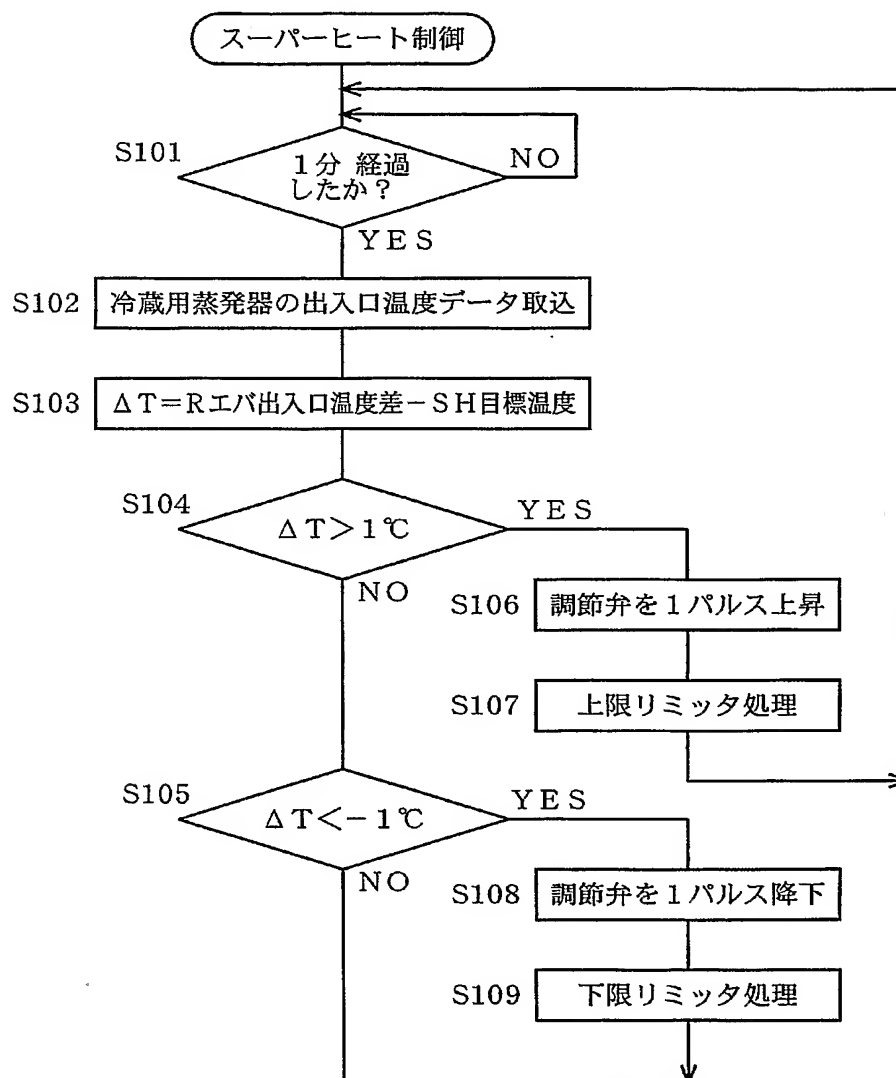 スーパーヒート制御
S101
1分 経過
したか？
NO
YES
S102
冷蔵用蒸発器の出入口温度データ取込
S103
ΔT＝Rエバ出入口温度差－SH目標温度
S104
ΔT＞1℃
YES
NO
S106
調節弁を1パルス上昇
S107
上限リミッタ処理
S105
ΔT＜－1℃
YES
NO
S108
調節弁を1パルス降下
S109
下限リミッタ処理